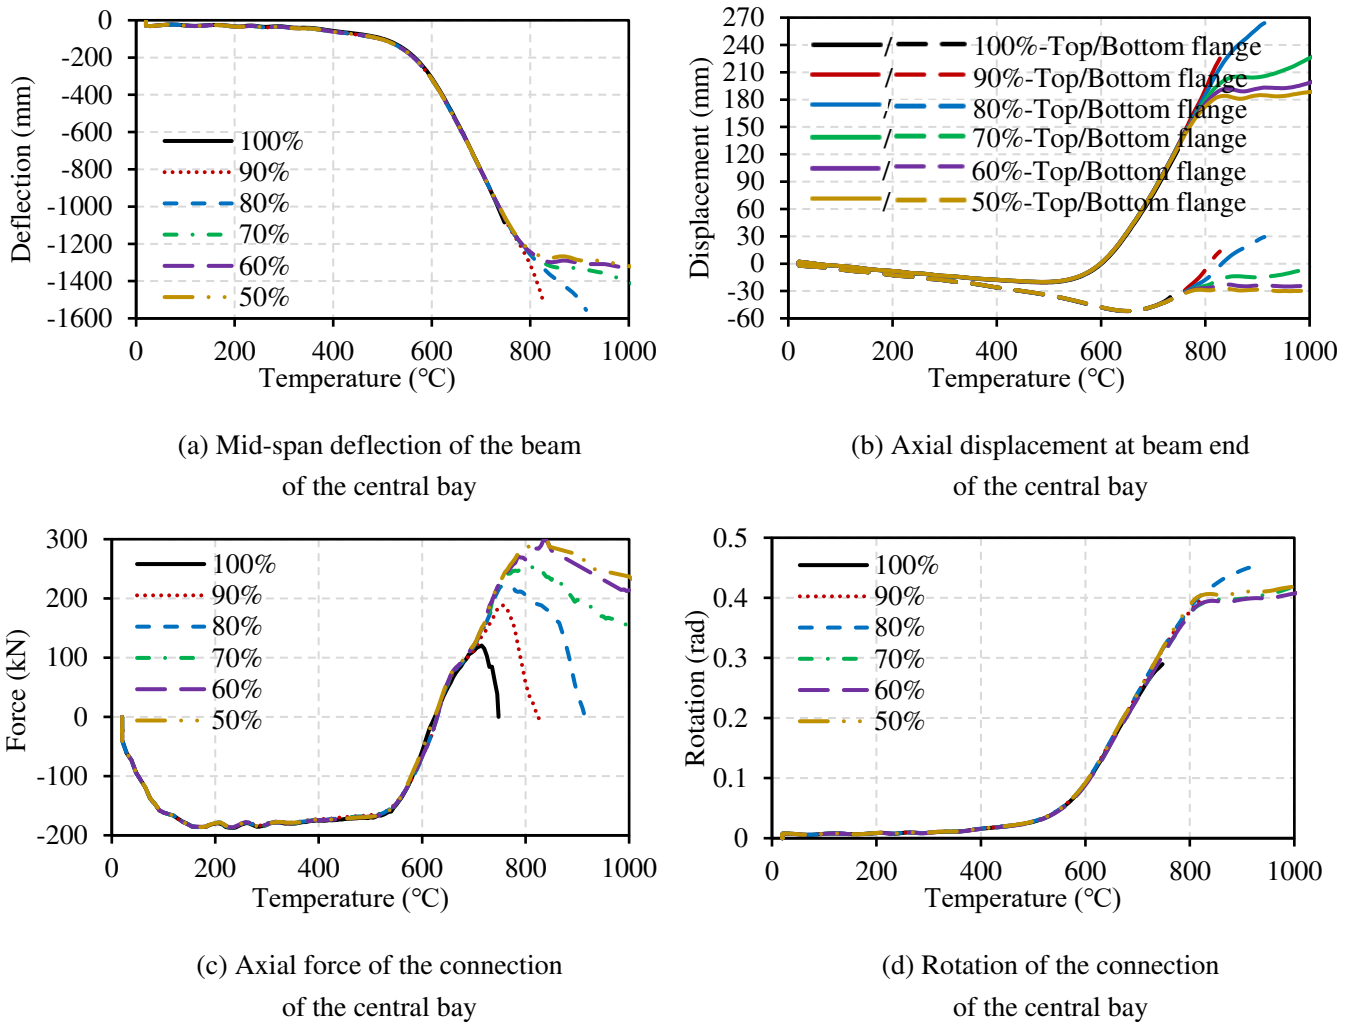 0
-200
-400
-600
-800
-1000
-1200
-1400
-1600
Deflection (mm)
100%
90%
80%
70%
60%
50%
0 200 400 600 800 1000
Temperature (°C)
(a) Mid-span deflection of the beam
of the central bay
270
240
210
180
150
120
90
60
30
0
-30
-60
Displacement (mm)
/ 100%-Top/Bottom flange
/ 90%-Top/Bottom flange
/ 80%-Top/Bottom flange
/ 70%-Top/Bottom flange
/ 60%-Top/Bottom flange
/ 50%-Top/Bottom flange
0 200 400 600 800 1000
Temperature (°C)
(b) Axial displacement at beam end
of the central bay
300
200
100
0
-100
-200
Force (kN)
100%
90%
80%
70%
60%
50%
0 200 400 600 800 1000
Temperature (°C)
(c) Axial force of the connection
of the central bay
0.5
0.4
0.3
0.2
0.1
0
Rotation (rad)
100%
90%
80%
70%
60%
50%
0 200 400 600 800 1000
Temperature (°C)
(d) Rotation of the connection
of the central bay